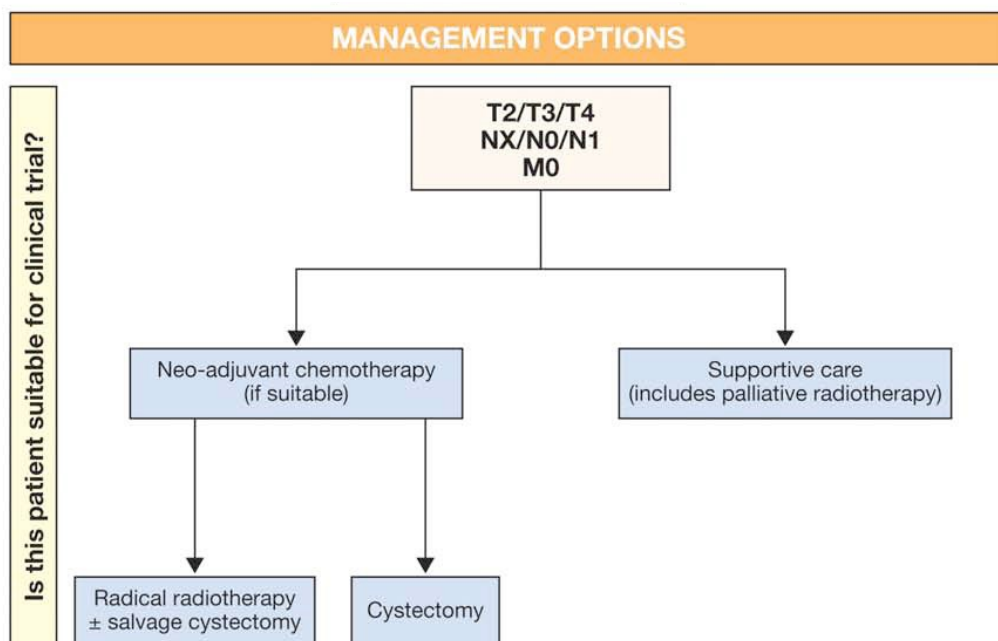 MANAGEMENT OPTIONS
Is this patient suitable for clinical trial?
T2/T3/T4
NX/N0/N1
M0
Neo-adjuvant chemotherapy
(if suitable)
Supportive care
(includes palliative radiotherapy)
Radical radiotherapy
± salvage cystectomy
Cystectomy